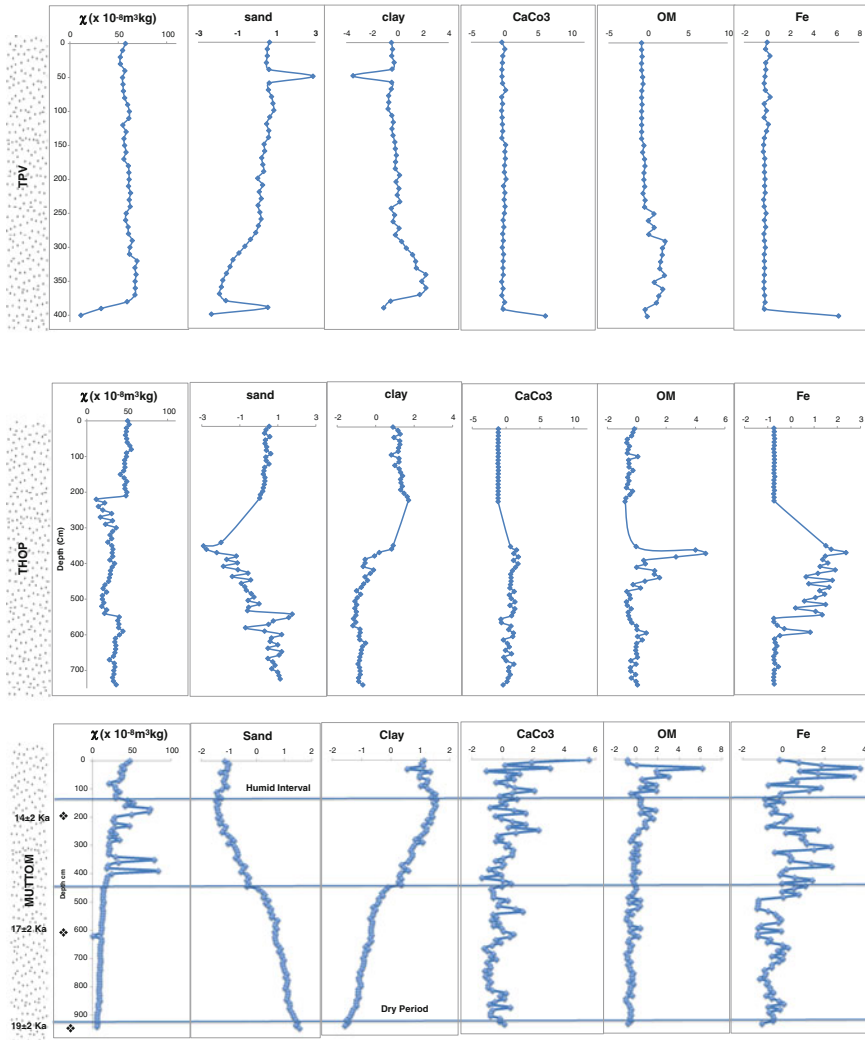 χ (x 10-8m3kg) sand clay CaCo3 OM Fe
0 50 100 -3 -1 1 3 -4 -2 0 2 4 -5 0 5 10 -5 0 5 10 -2 0 2 4 6 8
0
50
100
150
200
250
300
350
400
TPV
χ (x 10-8m3kg) sand clay CaCo3 OM Fe
0 50 100 -3 -1 1 3 -2 0 2 4 -5 0 5 10 -2 0 2 4 6 -1 0 1 2 3
0
100
200
300
400
500
600
700
Depth (Cm)
THOP
χ (x 10-8m3kg) Sand Clay CaCo3 OM Fe
0 50 100 -2 -1 0 1 2 -2 -1 0 1 2 -2 0 2 4 6 -2 0 2 4 6 8 -2 0 2 4
0
100
200
300
400
500
600
700
800
900
Depth cm
MUTTOM
Humid Interval
14±2 Ka
17±2 Ka
Dry Period
19±2 Ka